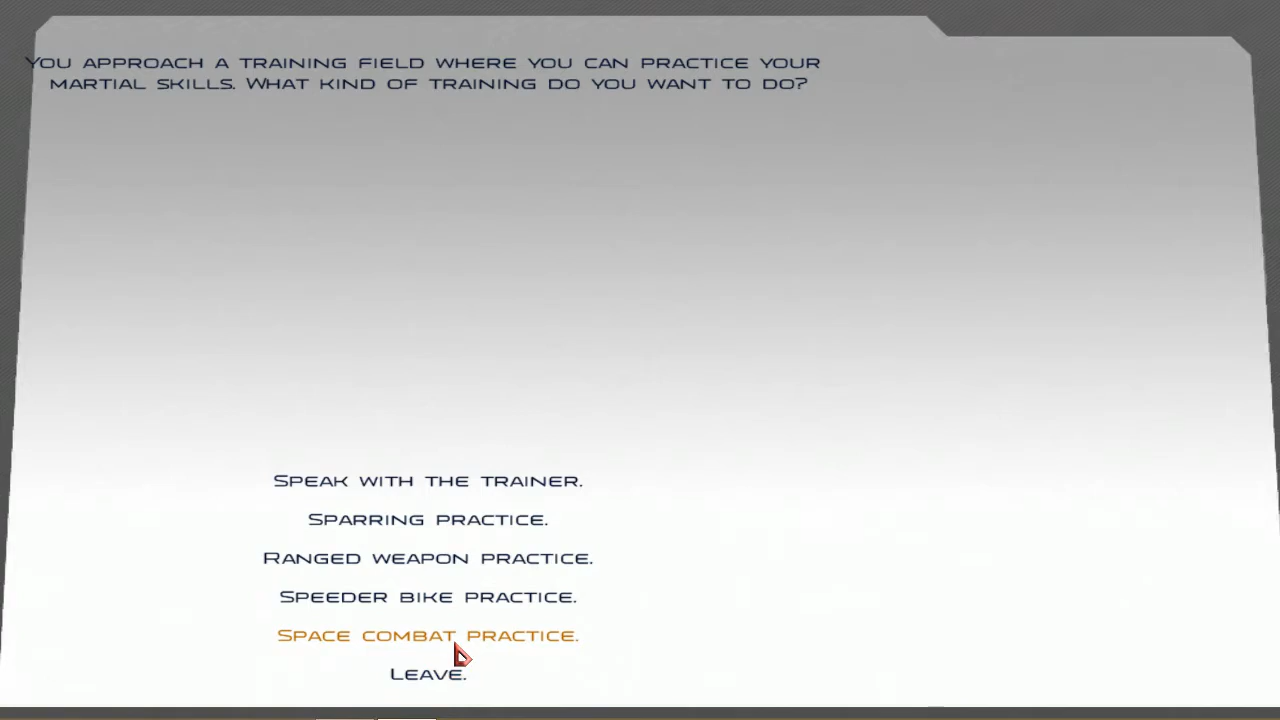 You approach a training field where you can practice your
martial skills. What kind of training do you want to do?
Speak with the trainer.
Sparring practice.
Ranged weapon practice.
Speeder bike practice.
Space combat practice.
Leave.